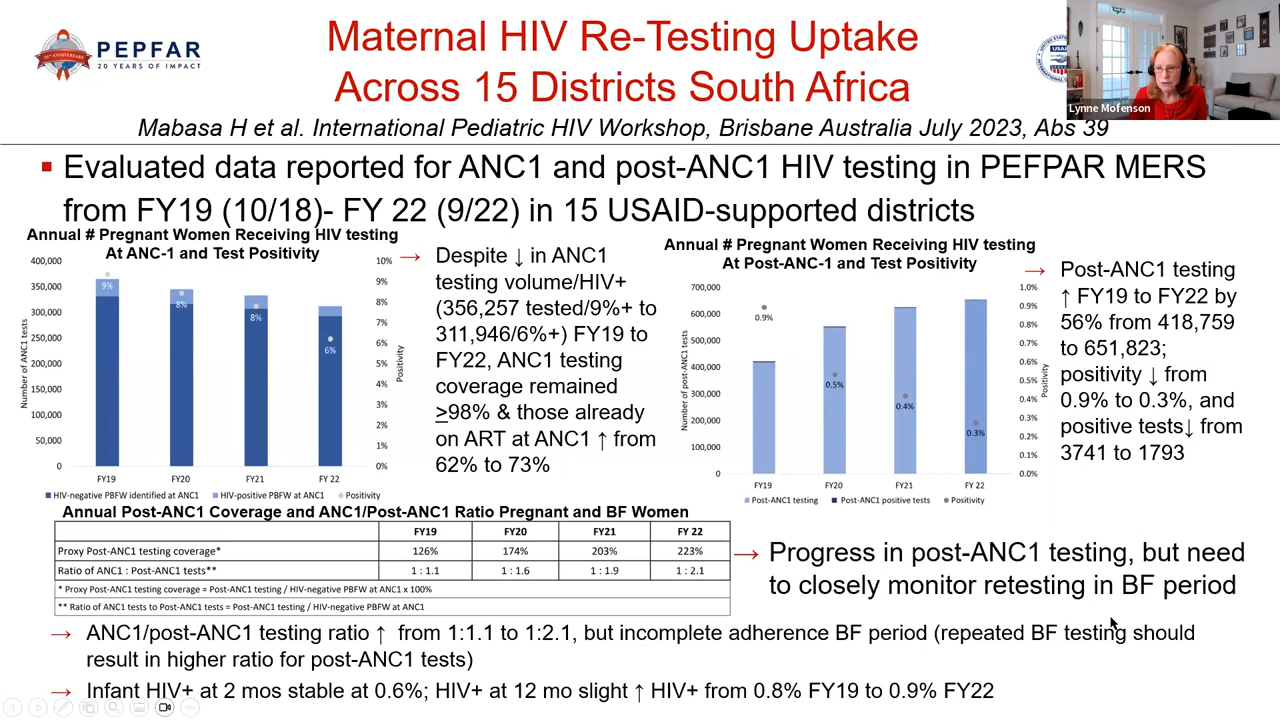 PEPFAR
20 YEARS OF IMPACT
Maternal HIV Re-Testing Uptake
Across 15 Districts South Africa
Lynne Mofenson
Mabasa H et al. International Pediatric HIV Workshop, Brisbane Australia July 2023, Abs 39
▪ Evaluated data reported for ANC1 and post-ANC1 HIV testing in PEFPAR MERS
from FY19 (10/18)- FY 22 (9/22) in 15 USAID-supported districts
Annual # Pregnant Women Receiving HIV testing
At ANC-1 and Test Positivity
Number of ANC1 tests
400,000
350,000
300,000
250,000
200,000
150,000
100,000
50,000
0
9%
8%
8%
6%
10%
9%
8%
7%
6%
5%
4%
3%
2%
1%
0%
Positivity
FY19 FY20 FY21 FY 22
HIV-negative PBFW identified at ANC1 HIV-positive PBFW at ANC1 Positivity
→ Despite ↓ in ANC1
testing volume/HIV+
(356,257 tested/9%+ to
311,946/6%+) FY19 to
FY22, ANC1 testing
coverage remained
>98% & those already
on ART at ANC1 ↑ from
62% to 73%
Annual # Pregnant Women Receiving HIV testing
At Post-ANC-1 and Test Positivity
Number of post-ANC1 tests
700,000
600,000
500,000
400,000
300,000
200,000
100,000
0
0.9%
0.5%
0.4%
0.3%
1.0%
0.9%
0.8%
0.7%
0.6%
0.5%
0.4%
0.3%
0.2%
0.1%
0.0%
Positivity
FY19 FY20 FY21 FY 22
Post-ANC1 testing Post-ANC1 positive tests Positivity
→ Post-ANC1 testing
↑ FY19 to FY22 by
56% from 418,759
to 651,823;
positivity ↓ from
0.9% to 0.3%, and
positive tests↓ from
3741 to 1793
Annual Post-ANC1 Coverage and ANC1/Post-ANC1 Ratio Pregnant and BF Women
FY19 FY20 FY21 FY 22
Proxy Post-ANC1 testing coverage* 126% 174% 203% 223%
Ratio of ANC1 : Post-ANC1 tests** 1 : 1.1 1 : 1.6 1 : 1.9 1 : 2.1
* Proxy Post-ANC1 testing coverage = Post-ANC1 testing / HIV-negative PBFW at ANC1 x 100%
** Ratio of ANC1 tests to Post-ANC1 tests = Post-ANC1 testing / HIV-negative PBFW at ANC1
→ Progress in post-ANC1 testing, but need
to closely monitor retesting in BF period
→ ANC1/post-ANC1 testing ratio ↑ from 1:1.1 to 1:2.1, but incomplete adherence BF period (repeated BF testing should
result in higher ratio for post-ANC1 tests)
→ Infant HIV+ at 2 mos stable at 0.6%; HIV+ at 12 mo slight ↑ HIV+ from 0.8% FY19 to 0.9% FY22